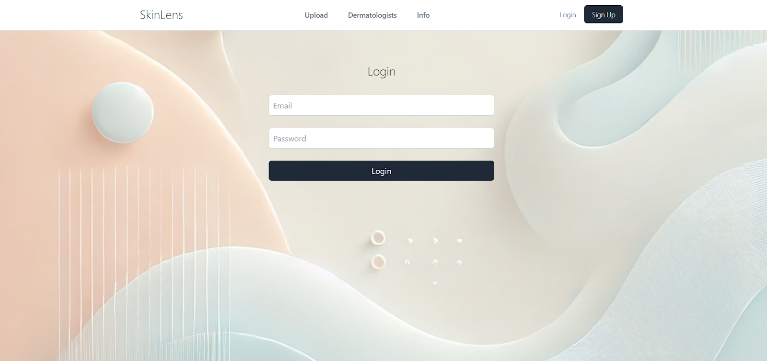 SkinLens
Upload Dermatologists Info
Login Sign Up
Login
Email
Password
Login